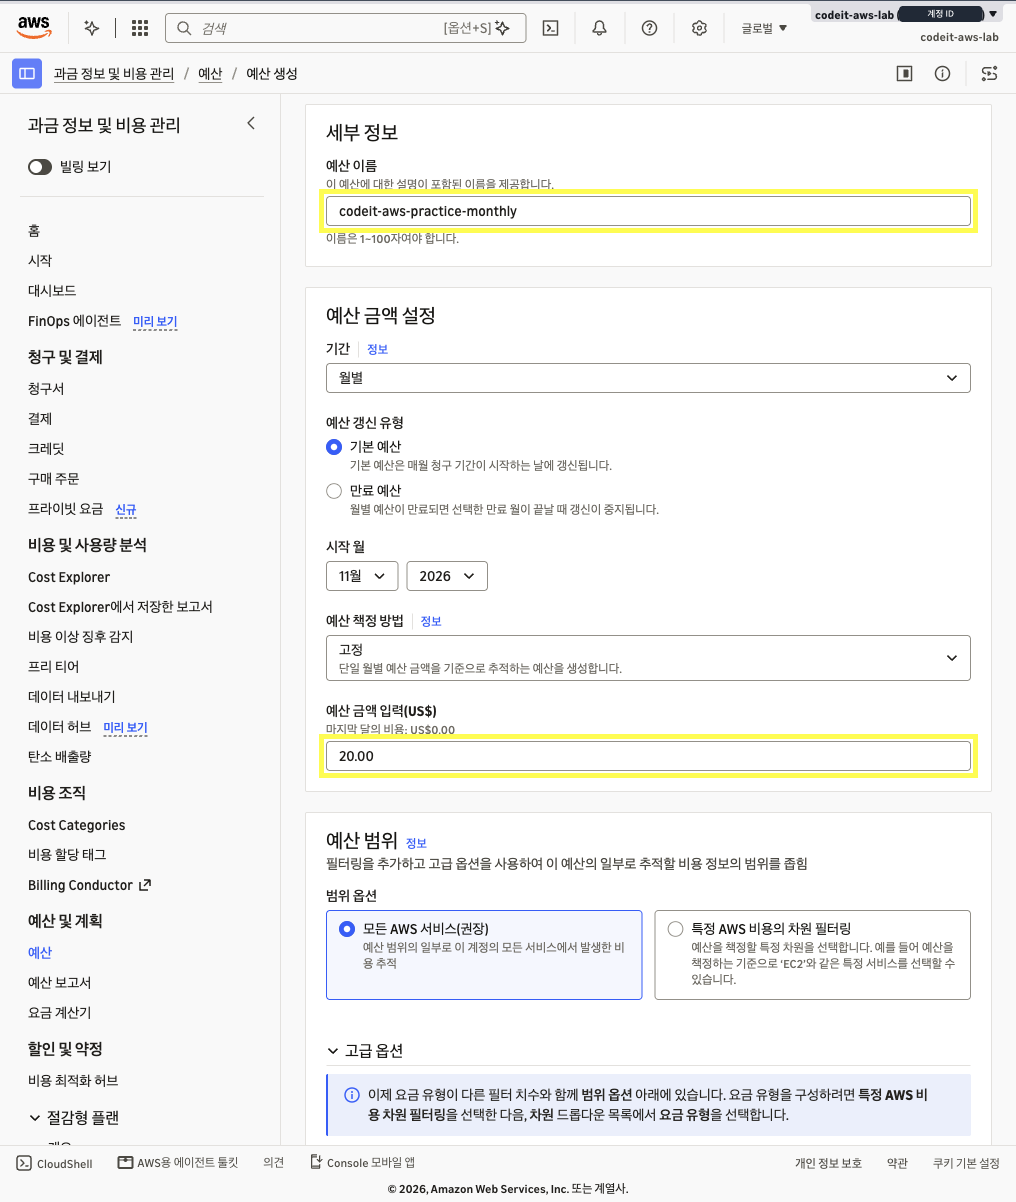 aws
검색
[옵션+S]
글로벌
codeit-aws-lab
계정 ID
codeit-aws-lab
과금 정보 및 비용 관리 / 예산 / 예산 생성
과금 정보 및 비용 관리
빌링 보기
홈
시작
대시보드
FinOps 에이전트 미리 보기
청구 및 결제
청구서
결제
크레딧
구매 주문
프라이빗 요금 신규
비용 및 사용량 분석
Cost Explorer
Cost Explorer에서 저장한 보고서
비용 이상 징후 감지
프리 티어
데이터 내보내기
데이터 허브 미리 보기
탄소 배출량
비용 조직
Cost Categories
비용 할당 태그
Billing Conductor
예산 및 계획
예산
예산 보고서
요금 계산기
할인 및 약정
비용 최적화 허브
절감형 플랜
세부 정보
예산 이름
이 예산에 대한 설명이 포함된 이름을 제공합니다.
codeit-aws-practice-monthly
이름은 1~100자여야 합니다.
예산 금액 설정
기간 정보
월별
예산 갱신 유형
기본 예산
기본 예산은 매월 청구 기간이 시작하는 날에 갱신됩니다.
만료 예산
월별 예산이 만료되면 선택한 만료 월이 끝날 때 갱신이 중지됩니다.
시작 월
11월 2026
예산 책정 방법 정보
고정
단일 월별 예산 금액을 기준으로 추적하는 예산을 생성합니다.
예산 금액 입력(US$)
마지막 달의 비용: US$0.00
20.00
예산 범위 정보
필터링을 추가하고 고급 옵션을 사용하여 이 예산의 일부로 추적할 비용 정보의 범위를 좁힘
범위 옵션
모든 AWS 서비스(권장)
예산 범위의 일부로 이 계정의 모든 서비스에서 발생한 비
용 추적
특정 AWS 비용의 차원 필터링
예산을 책정할 특정 차원을 선택합니다. 예를 들어 예산을
책정하는 기준으로 'EC2'와 같은 특정 서비스를 선택할 수
있습니다.
고급 옵션
이제 요금 유형이 다른 필터 치수와 함께 범위 옵션 아래에 있습니다. 요금 유형을 구성하려면 특정 AWS 비
용 차원 필터링을 선택한 다음, 차원 드롭다운 목록에서 요금 유형을 선택합니다.
CloudShell
AWS용 에이전트 툴킷
의견
Console 모바일 앱
개인 정보 보호
약관
쿠키 기본 설정
© 2026, Amazon Web Services, Inc. 또는 계열사.